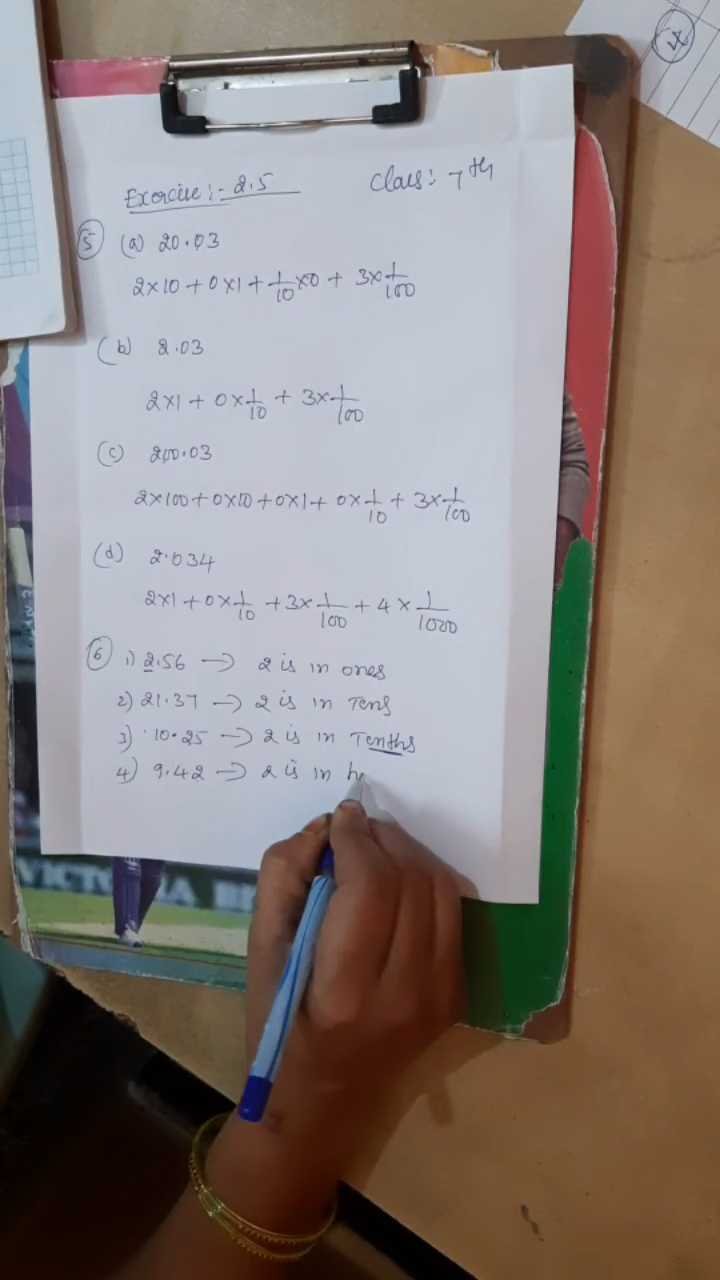 4
Exercise:- 2.5 Class: 7th
5 (a) 20.03
2×10 + 0×1 + 1/10 ×0 + 3×1/100
(b) 2.03
2×1 + 0×1/10 + 3×1/100
(c) 200.03
2×100+0×10+0×1+ 0×1/10 + 3×1/100
(d) 2.034
2×1+0×1/10 +3×1/100 +4×1/1000
6 1) 2.56 → 2 is in ones
2) 21.37 → 2 is in Tens
3) 10.25 → 2 is in Tenths
4) 9.42 → 2 is in h